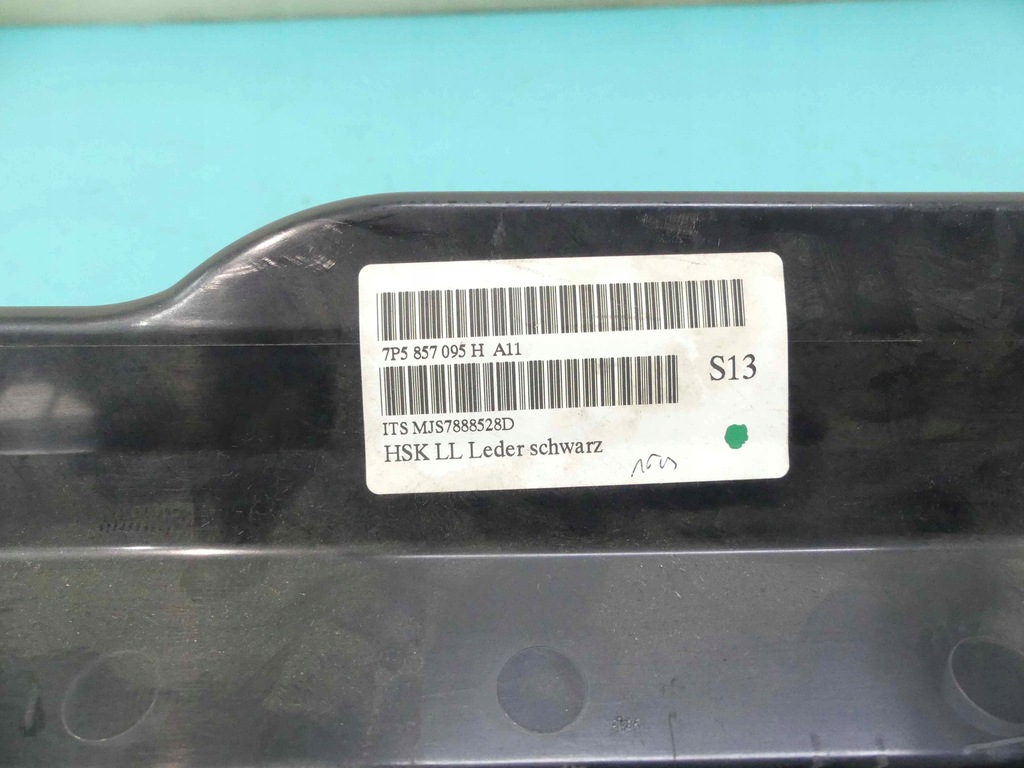 7P5 857 095 H A11
S13
ITS MJS7888528D
HSK LL Leder schwarz